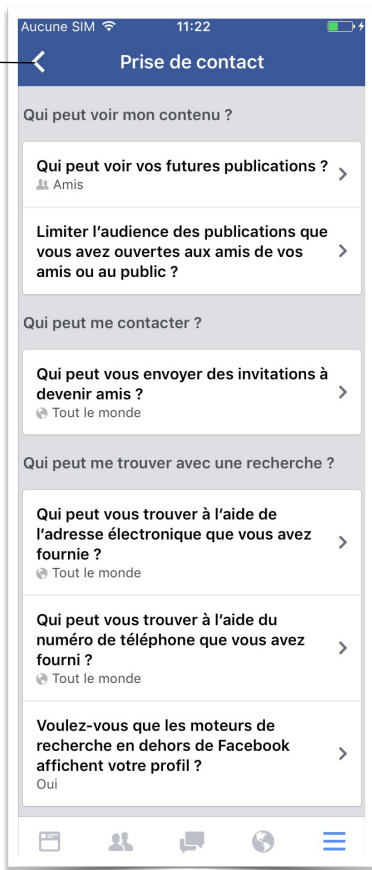 Aucune SIM 11:22
Prise de contact
Qui peut voir mon contenu ?
Qui peut voir vos futures publications ?
Amis
Limiter l'audience des publications que
vous avez ouvertes aux amis de vos
amis ou au public ?
Qui peut me contacter ?
Qui peut vous envoyer des invitations à
devenir amis ?
Tout le monde
Qui peut me trouver avec une recherche ?
Qui peut vous trouver à l'aide de
l'adresse électronique que vous avez
fournie ?
Tout le monde
Qui peut vous trouver à l'aide du
numéro de téléphone que vous avez
fourni ?
Tout le monde
Voulez-vous que les moteurs de
recherche en dehors de Facebook
affichent votre profil ?
Oui